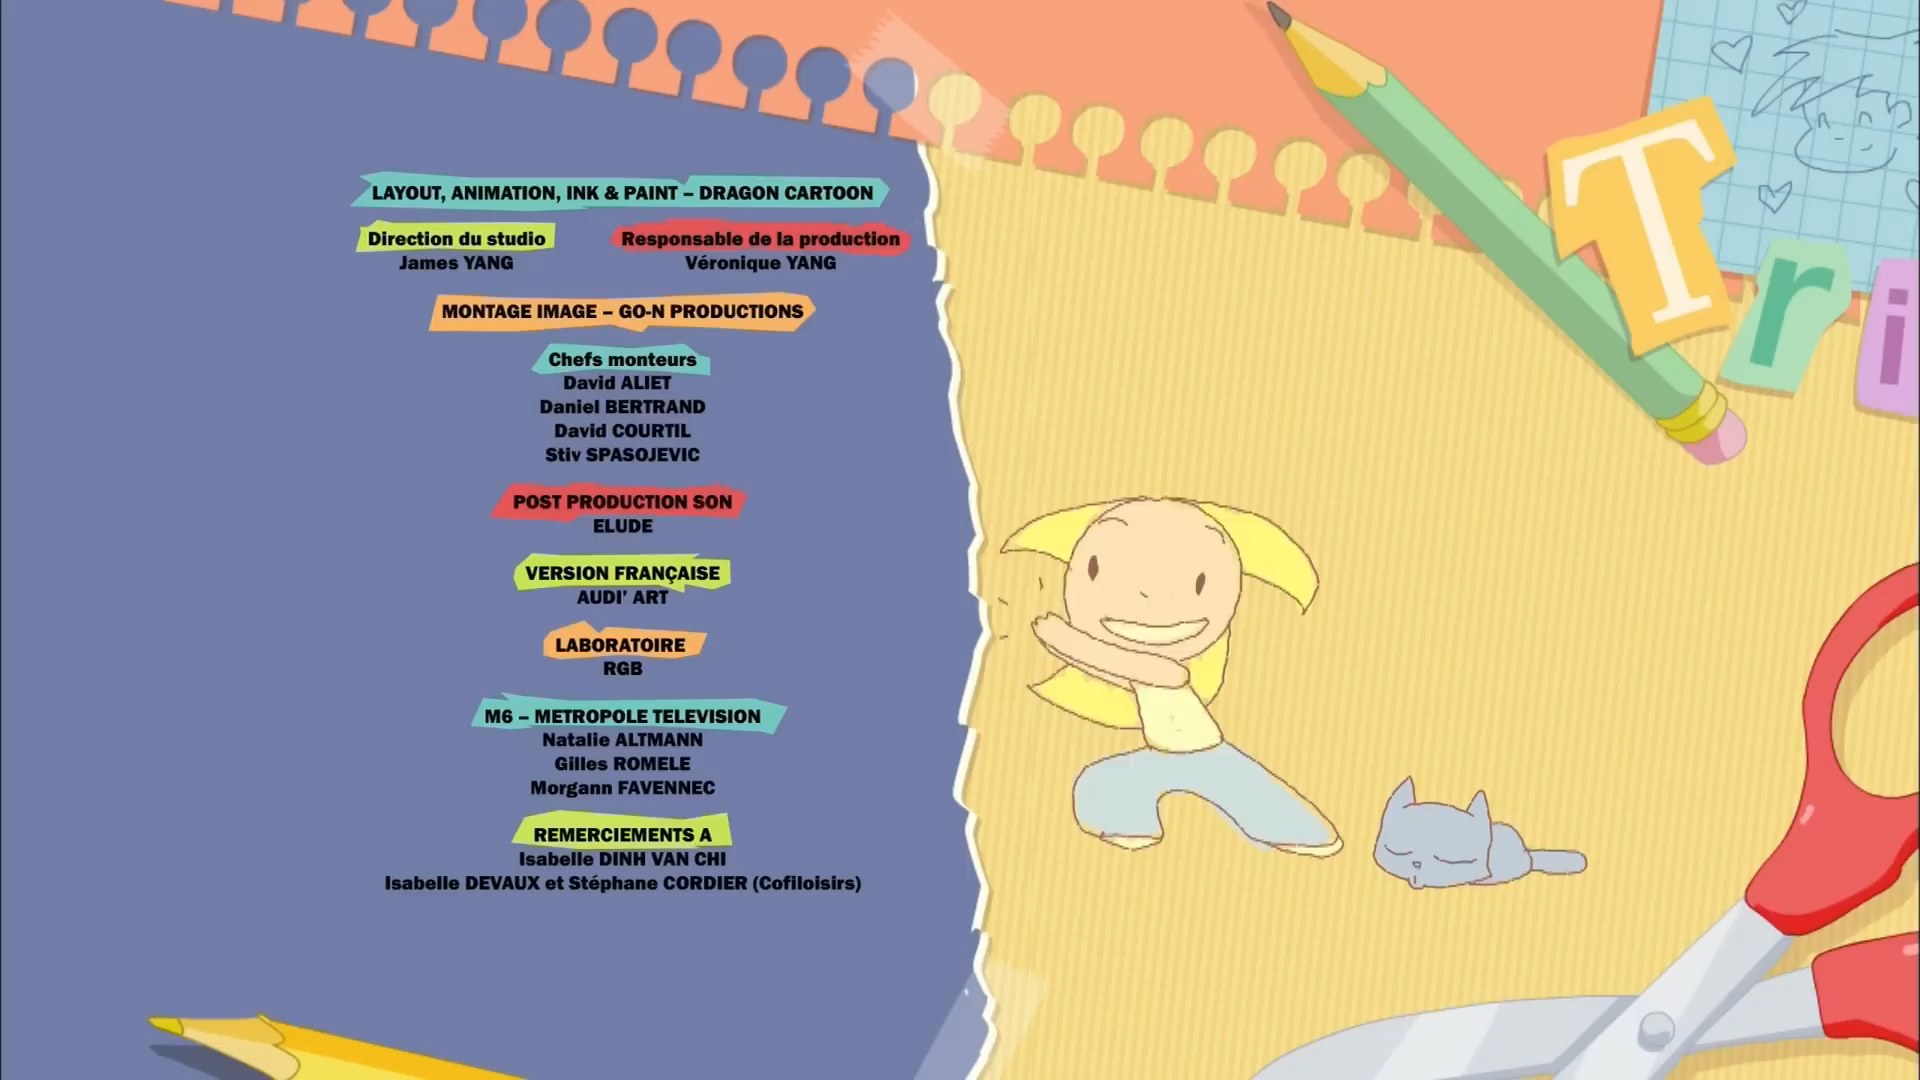 LAYOUT, ANIMATION, INK & PAINT – DRAGON CARTOON
Direction du studio
James YANG
Responsable de la production
Véronique YANG
MONTAGE IMAGE – GO-N PRODUCTIONS
Chefs monteurs
David ALIET
Daniel BERTRAND
David COURTIL
Stiv SPASOJEVIC
POST PRODUCTION SON
ELUDE
VERSION FRANÇAISE
AUDI’ ART
LABORATOIRE
RGB
M6 – METROPOLE TELEVISION
Natalie ALTMANN
Gilles ROMELE
Morgann FAVENNEC
REMERCIEMENTS A
Isabelle DINH VAN CHI
Isabelle DEVAUX et Stéphane CORDIER (Cofiloisirs)
Tri